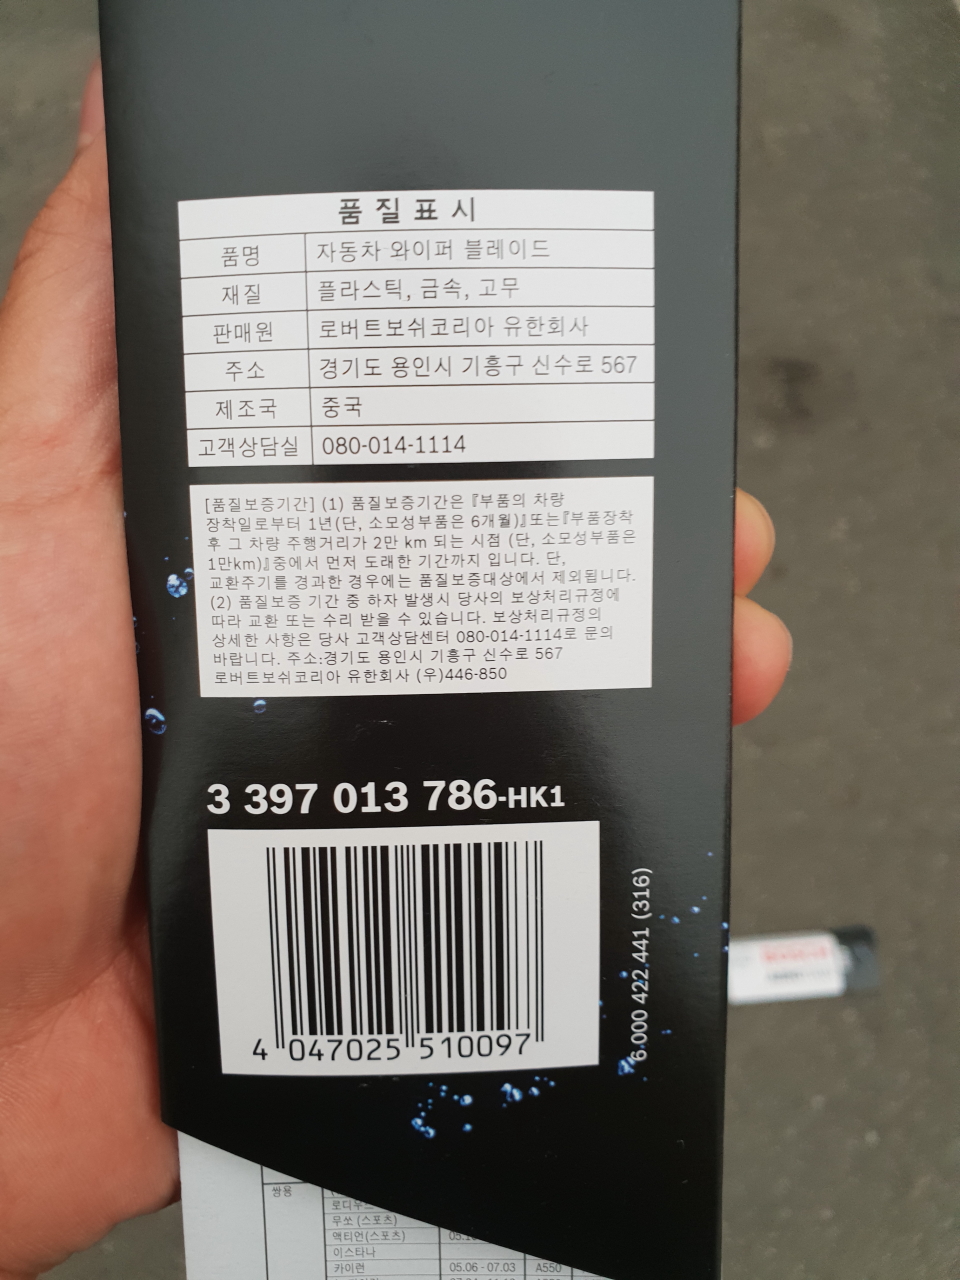 품질표시
품명 자동차 와이퍼 블레이드
재질 플라스틱, 금속, 고무
판매원 로버트보쉬코리아 유한회사
주소 경기도 용인시 기흥구 신수로 567
제조국 중국
고객상담실 080-014-1114
[품질보증기간] (1) 품질보증기간은 『부품의 차량
장착일로부터 1년(단, 소모성부품은 6개월)』또는『부품장착
후 그 차량 주행거리가 2만 km 되는 시점 (단, 소모성부품은
1만km)』중에서 먼저 도래한 기간까지 입니다. 단,
교환주기를 경과한 경우에는 품질보증대상에서 제외됩니다.
(2) 품질보증 기간 중 하자 발생시 당사의 보상처리규정에
따라 교환 또는 수리 받을 수 있습니다. 보상처리규정의
상세한 사항은 당사 고객상담센터 080-014-1114로 문의
바랍니다. 주소:경기도 용인시 기흥구 신수로 567
로버트보쉬코리아 유한회사 (우)446-850
3 397 013 786-HK1
4 047025 510097
6 000 422 441 (316)
BOSCH
쌍용
무쏘 (스포츠)
액티언(스포츠)
이스타나
카이런 05.06 - 07.03 A550